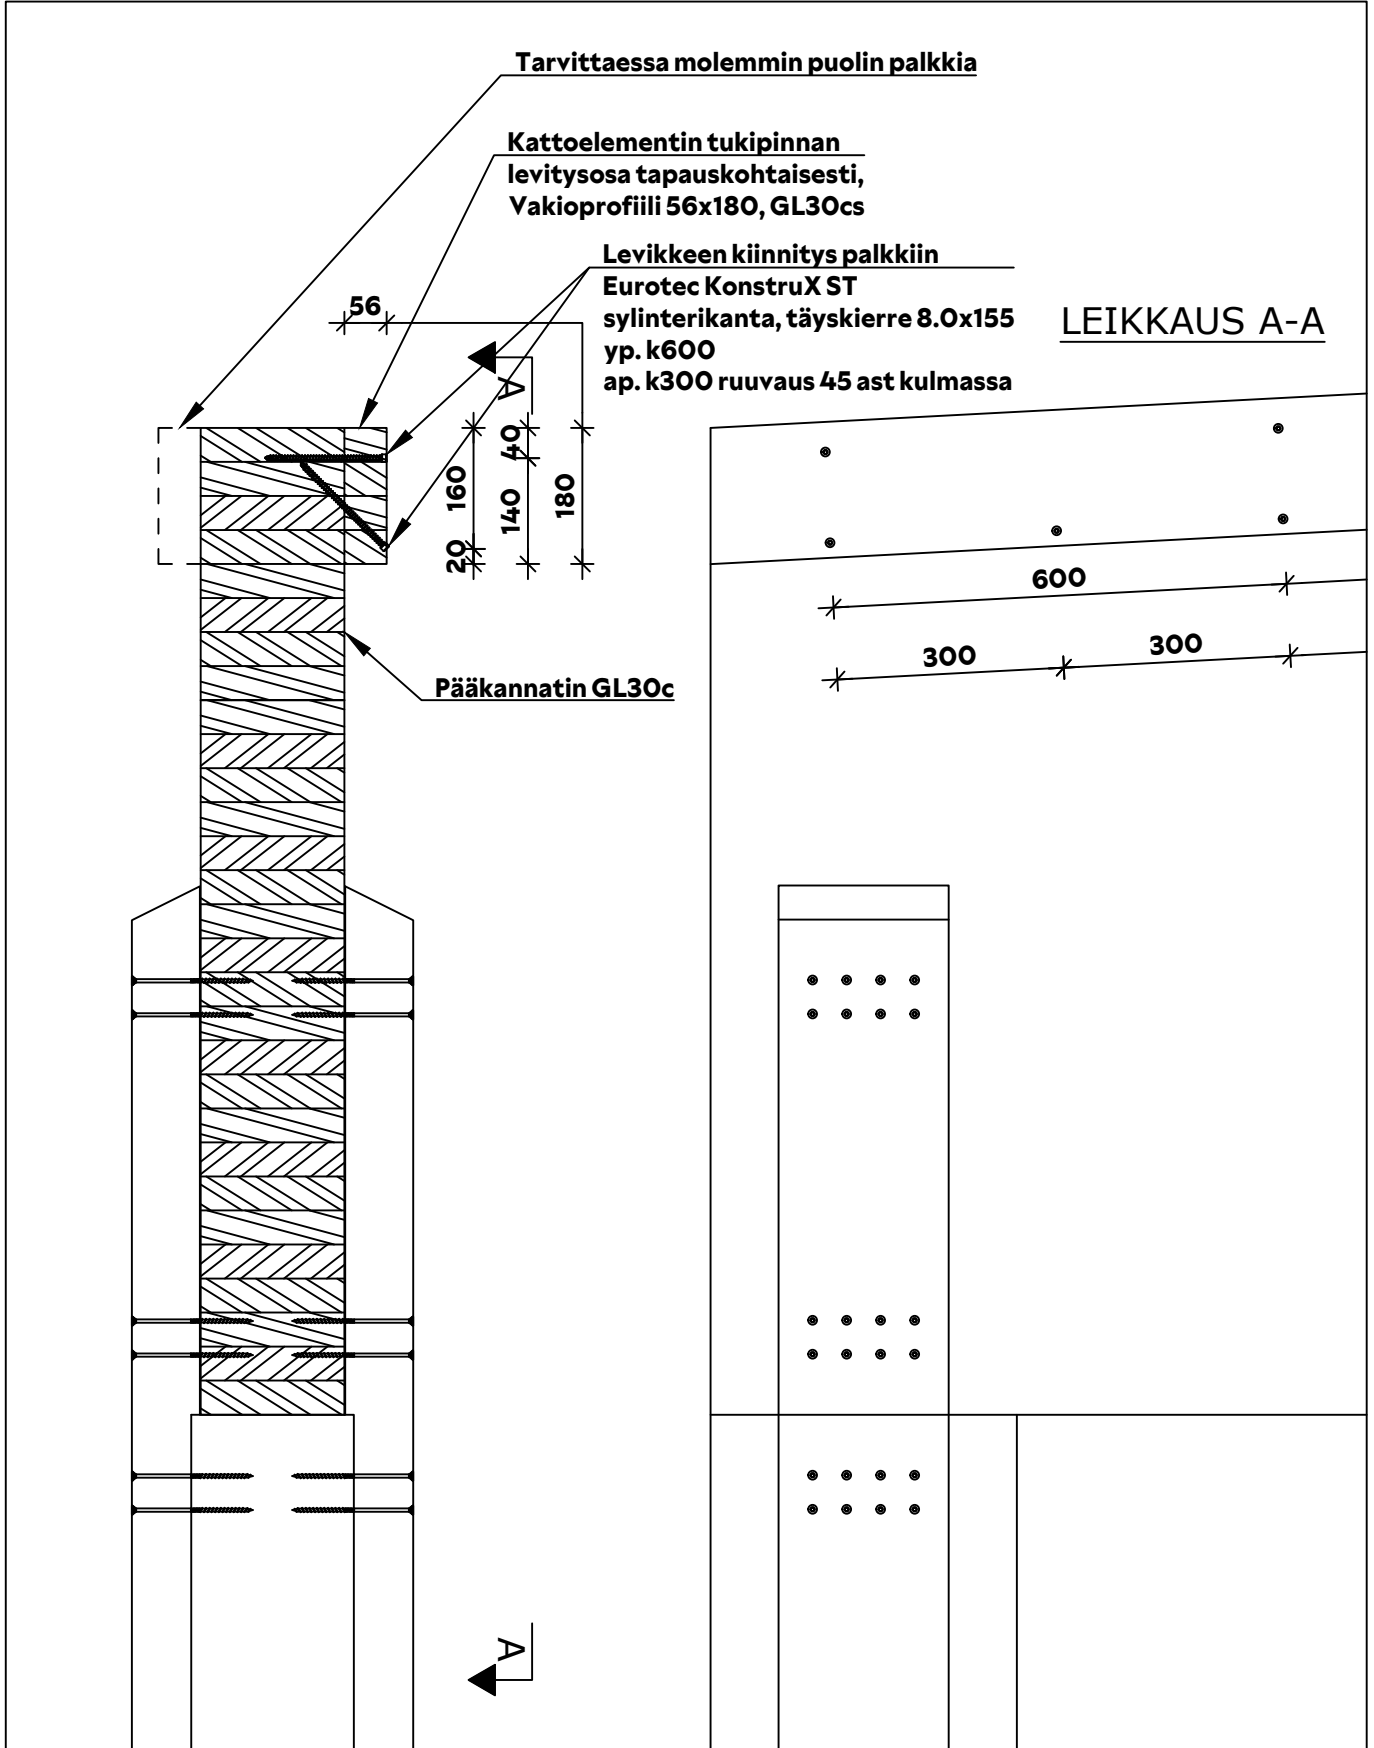 Tarvittaessa molemmin puolin palkkia
Kattoelementin tukipinnan
levitysosa tapauskohtaisesti,
Vakioprofiili 56x180, GL30cs
Levikkeen kiinnitys palkkiin
Eurotec KonstruX ST
sylinterikanta, täyskierre 8.0x155
yp. k600
ap. k300 ruuvaus 45 ast kulmassa
LEIKKAUS A-A
56
A
40
160
140
180
20
600
300
300
Pääkannatin GL30c
A